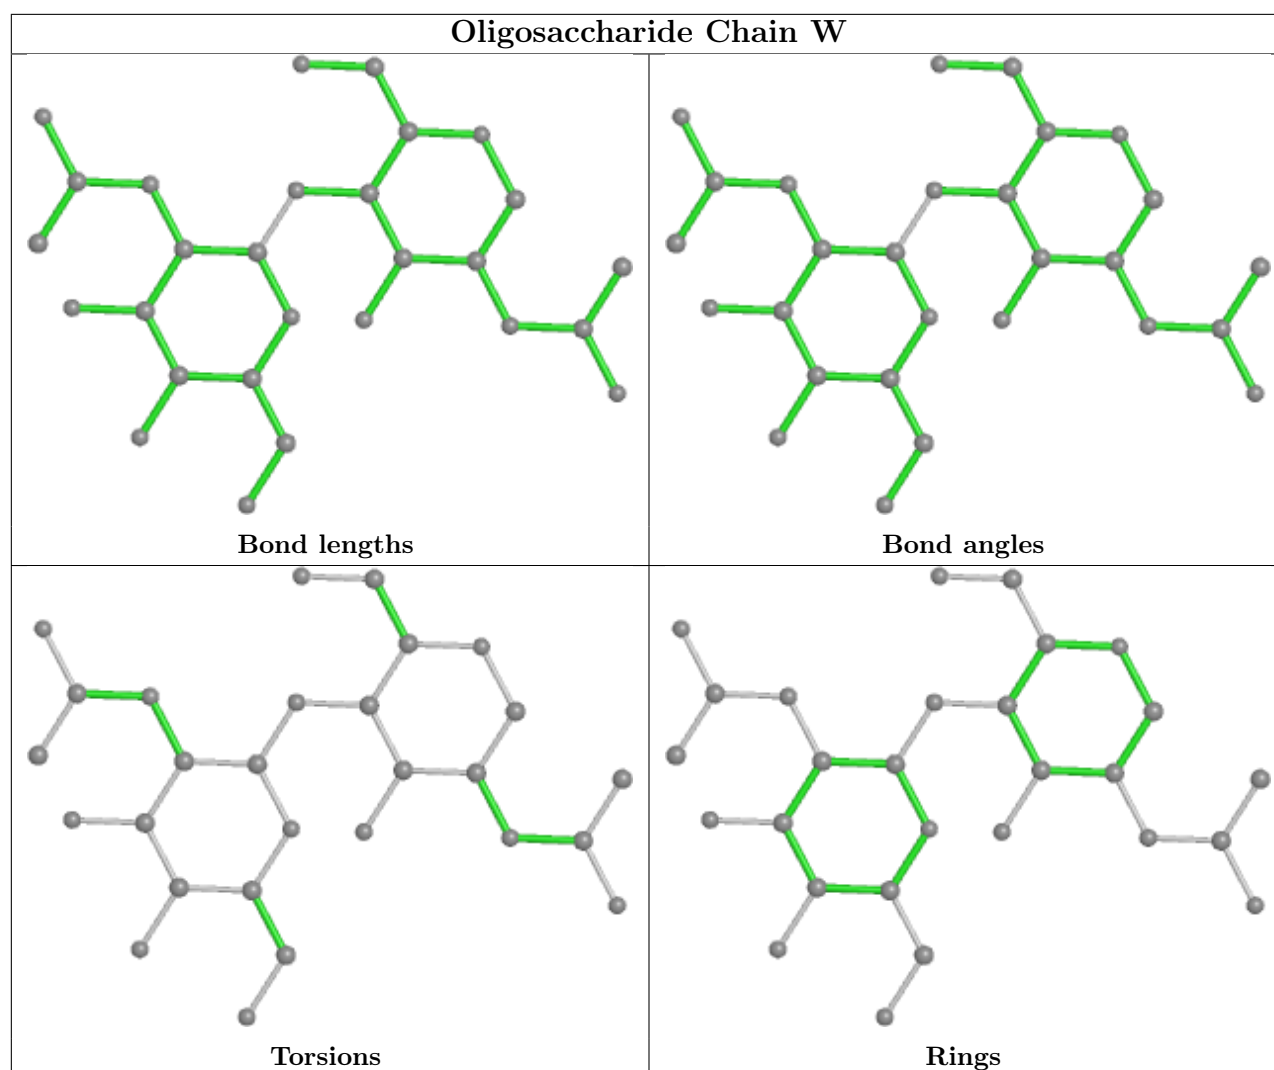 Oligosaccharide Chain W
Bond lengths
Bond angles
Torsions
Rings